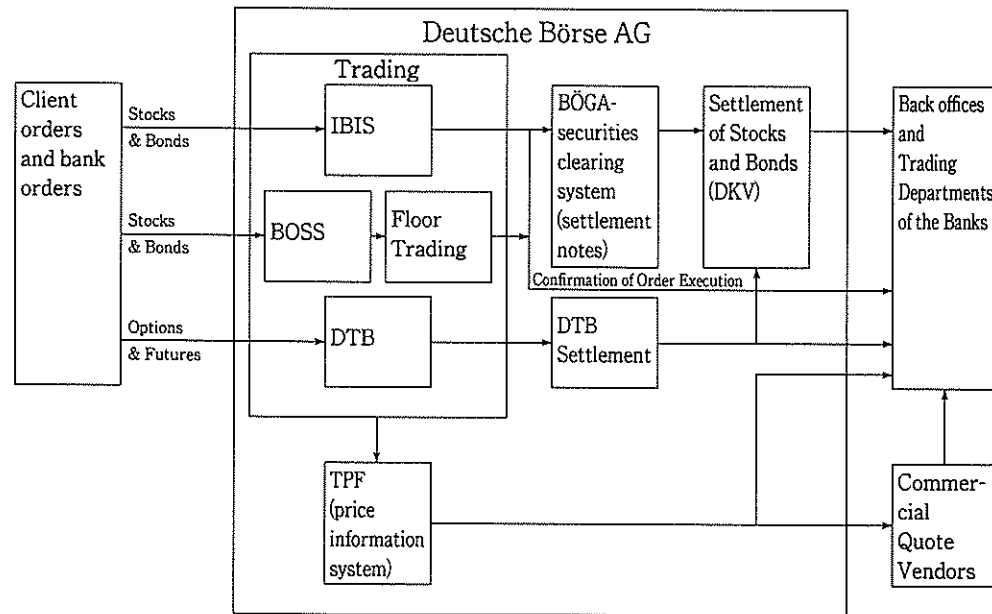 Deutsche Börse AG
Trading
Client
orders
and bank
orders
Stocks
& Bonds
IBIS
BÖGA-
securities
clearing
system
(settlement
notes)
Settlement
of Stocks
and Bonds
(DKV)
Back offices
and
Trading
Departments
of the Banks
Stocks
& Bonds
BOSS
Floor
Trading
Confirmation of Order Execution
Options
& Futures
DTB
DTB
Settlement
TPF
(price
information
system)
Commer-
cial
Quote
Vendors